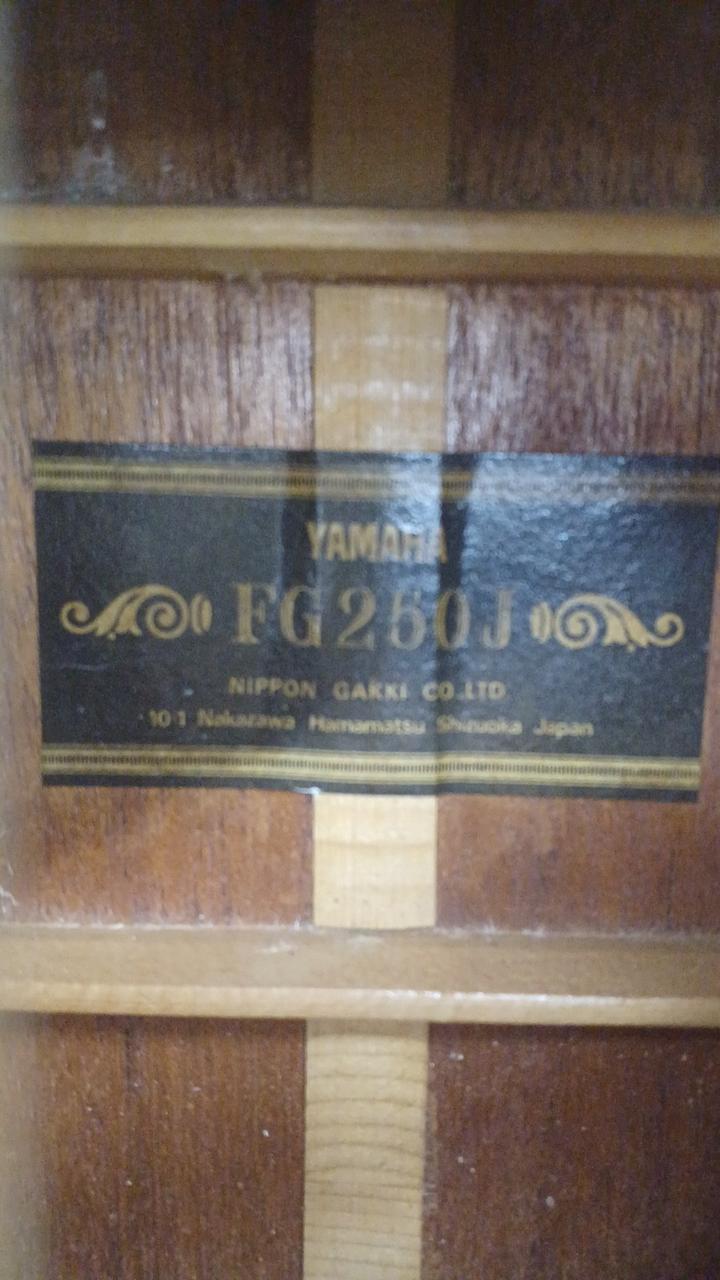 YAMAHA
FG250J
NIPPON GAKKI CO.LTD
10-1 Nakazawa Hamamatsu Shizuoka Japan